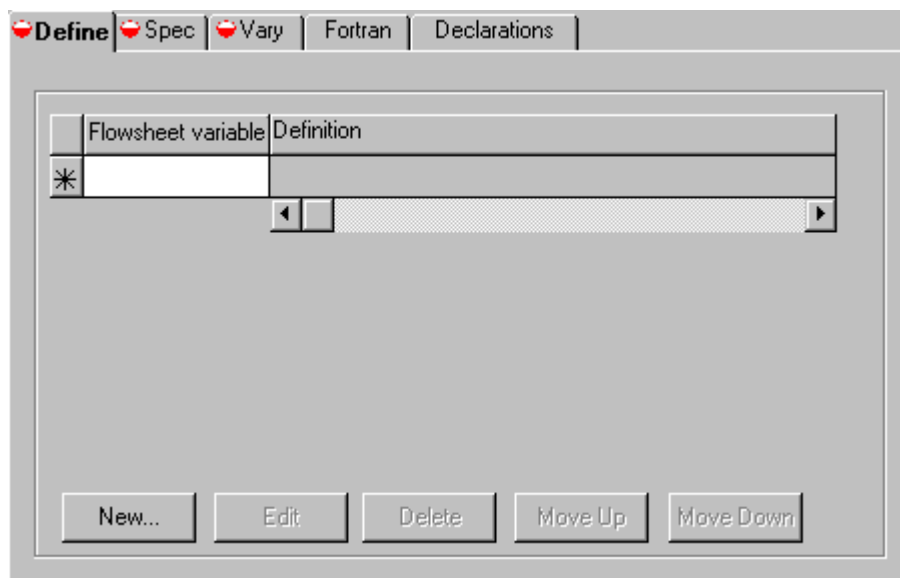 Define Spec Vary Fortran Declarations
Flowsheet variable Definition
New... Edit Delete Move Up Move Down